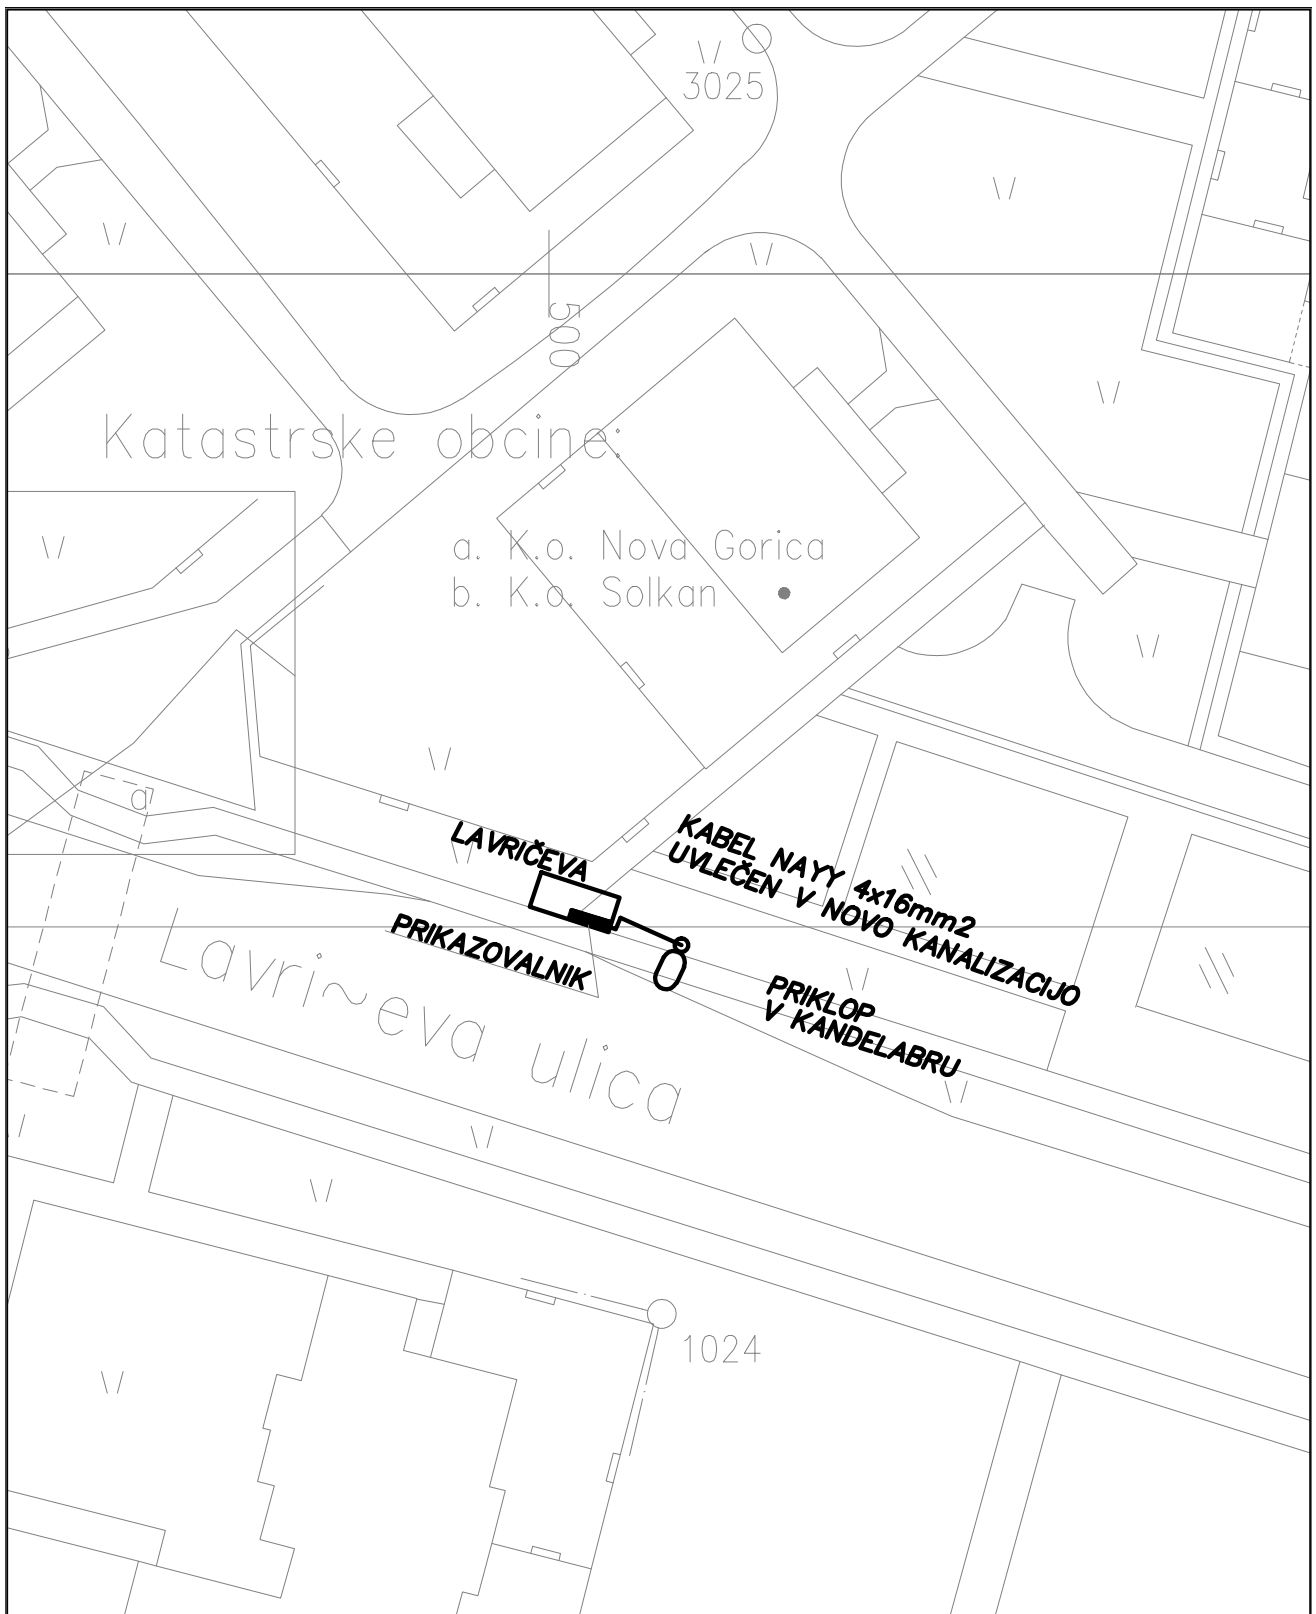 3025
500
Katastrske obcine:
a. K.o. Nova Gorica
b. K.o. Solkan
a
LAVRIČEVA
KABEL NAYY 4x16mm2
UVLEČEN V NOVO KANALIZACIJO
PRIKAZOVALNIK
PRIKLOP
V KANDELABRU
Lavri~eva ulica
1024